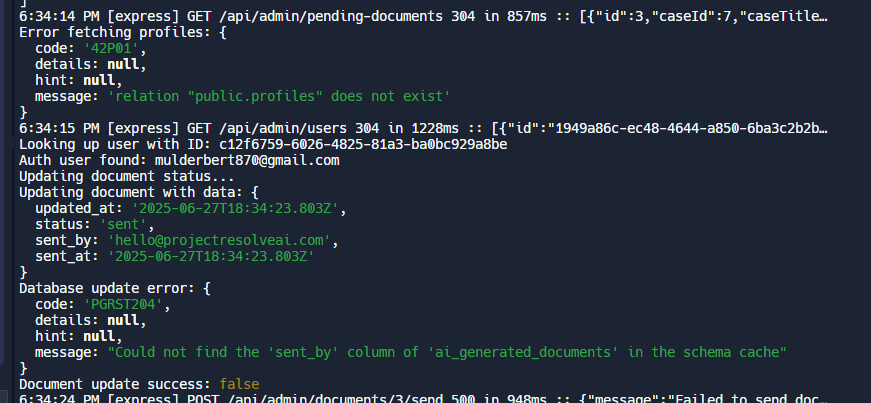 ]
6:34:14 PM [express] GET /api/admin/pending-documents 304 in 857ms :: [{"id":3,"caseId":7,"caseTitle…
Error fetching profiles: {
  code: '42P01',
  details: null,
  hint: null,
  message: 'relation "public.profiles" does not exist'
}
6:34:15 PM [express] GET /api/admin/users 304 in 1228ms :: [{"id":"1949a86c-ec48-4644-a850-6ba3c2b2b…
Looking up user with ID: c12f6759-6026-4825-81a3-ba0bc929a8be
Auth user found: mulderbert870@gmail.com
Updating document status...
Updating document with data: {
  updated_at: '2025-06-27T18:34:23.803Z',
  status: 'sent',
  sent_by: 'hello@projectresolveai.com',
  sent_at: '2025-06-27T18:34:23.803Z'
}
Database update error: {
  code: 'PGRST204',
  details: null,
  hint: null,
  message: "Could not find the 'sent_by' column of 'ai_generated_documents' in the schema cache"
}
Document update success: false
6:34:24 PM [express] POST /api/admin/documents/3/send 500 in 948ms :: {"message":"Failed to send doc…